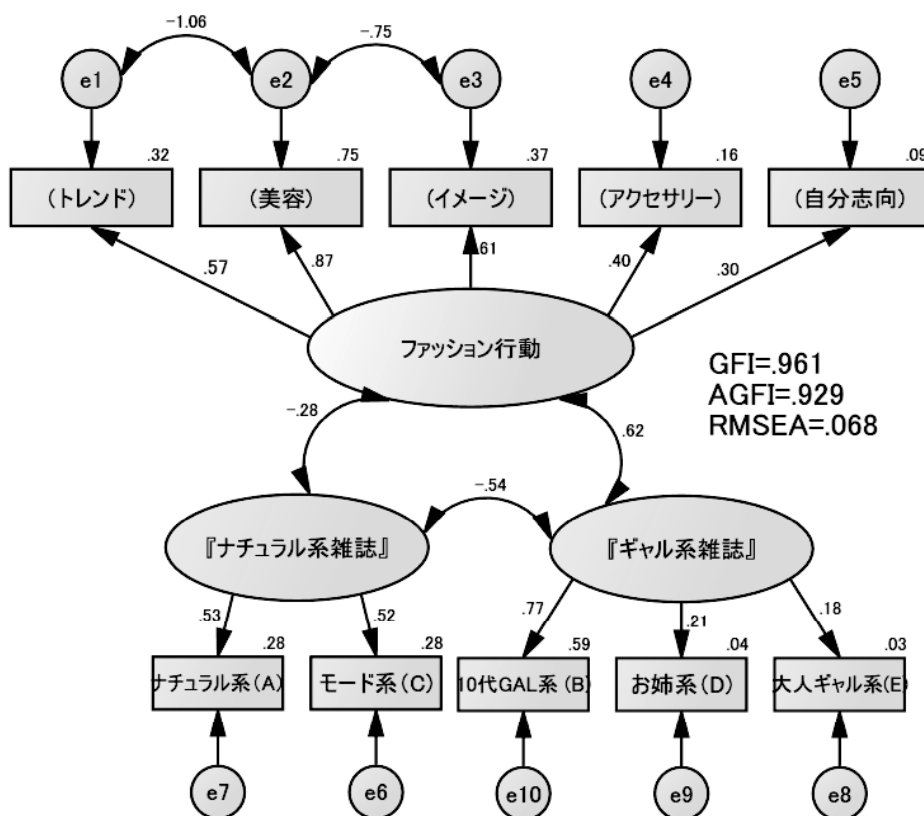 -1.06
-.75
e1
e2
e3
e4
e5
.32
.75
.37
.16
.09
(トレンド)
(美容)
(イメージ)
(アクセサリー)
(自分志向)
.57
.87
.61
.40
.30
ファッション行動
GFI=.961
AGFI=.929
RMSEA=.068
-.28
.62
-.54
『ナチュラル系雑誌』
『ギャル系雑誌』
.53
.52
.77
.21
.18
.28
.28
.59
.04
.03
ナチュラル系(A)
モード系(C)
10代GAL系(B)
お姉系(D)
大人ギャル系(E)
e7
e6
e10
e9
e8